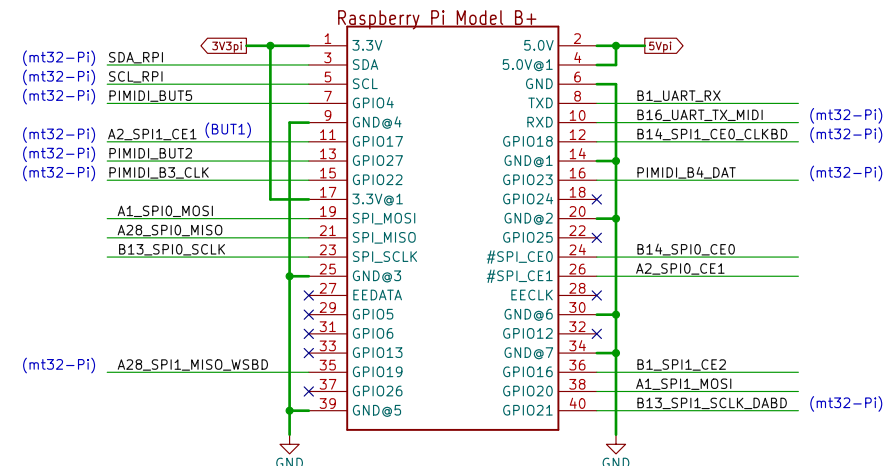 Raspberry Pi Model B+
3V3pi 1 3.3V 5.0V 2 5Vpi
(mt32-Pi) SDA_RPI 3 SDA 5.0V@1 4
(mt32-Pi) SCL_RPI 5 SCL GND 6
(mt32-Pi) PIMIDI_BUT5 7 GPIO4 TXD 8 B1_UART_RX
9 GND@4 RXD 10 B16_UART_TX_MIDI (mt32-Pi)
(mt32-Pi) A2_SPI1_CE1 (BUT1) 11 GPIO17 GPIO18 12 B14_SPI1_CE0_CLKBD (mt32-Pi)
(mt32-Pi) PIMIDI_BUT2 13 GPIO27 GND@1 14
(mt32-Pi) PIMIDI_B3_CLK 15 GPIO22 GPIO23 16 PIMIDI_B4_DAT (mt32-Pi)
17 3.3V@1 GPIO24 18
A1_SPI0_MOSI 19 SPI_MOSI GND@2 20
A28_SPI0_MISO 21 SPI_MISO GPIO25 22
B13_SPI0_SCLK 23 SPI_SCLK #SPI_CE0 24 B14_SPI0_CE0
25 GND@3 #SPI_CE1 26 A2_SPI0_CE1
27 EEDATA EECLK 28
29 GPIO5 GND@6 30
31 GPIO6 GPIO12 32
33 GPIO13 GND@7 34
(mt32-Pi) A28_SPI1_MISO_WSBD 35 GPIO19 GPIO16 36 B1_SPI1_CE2
37 GPIO26 GPIO20 38 A1_SPI1_MOSI
39 GND@5 GPIO21 40 B13_SPI1_SCLK_DABD (mt32-Pi)
GND GND